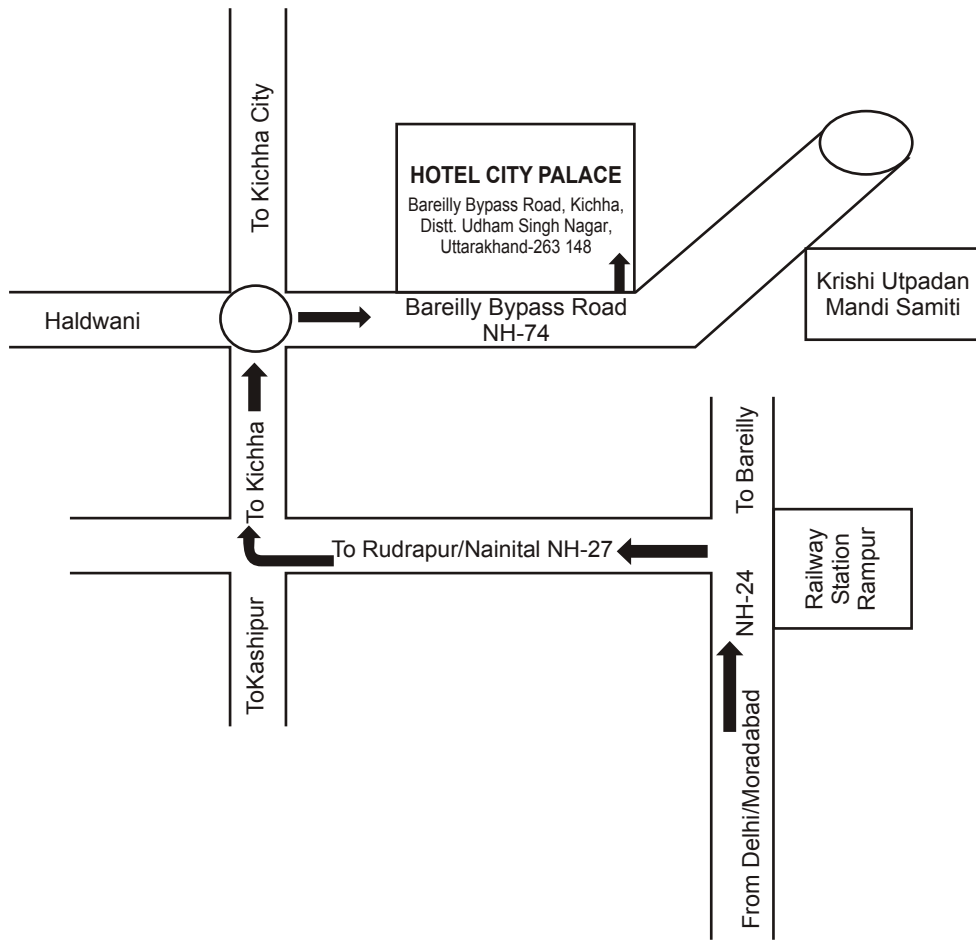 To Kichha City
HOTEL CITY PALACE
Bareilly Bypass Road, Kichha,
Distt. Udham Singh Nagar,
Uttarakhand-263 148
Krishi Utpadan
Mandi Samiti
Haldwani
Bareilly Bypass Road
NH-74
To Kichha
To Bareilly
To Rudrapur/Nainital NH-27
NH-24
Railway
Station
Rampur
ToKashipur
From Delhi/Moradabad